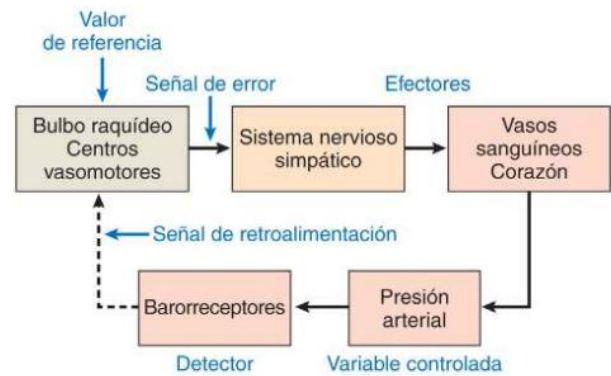 Valor
de referencia
Señal de error
Efectores
Bulbo raquídeo
Centros
vasomotores
Sistema nervioso
simpático
Vasos
sanguíneos
Corazón
Señal de retroalimentación
Barorreceptores
Presión
arterial
Detector
Variable controlada